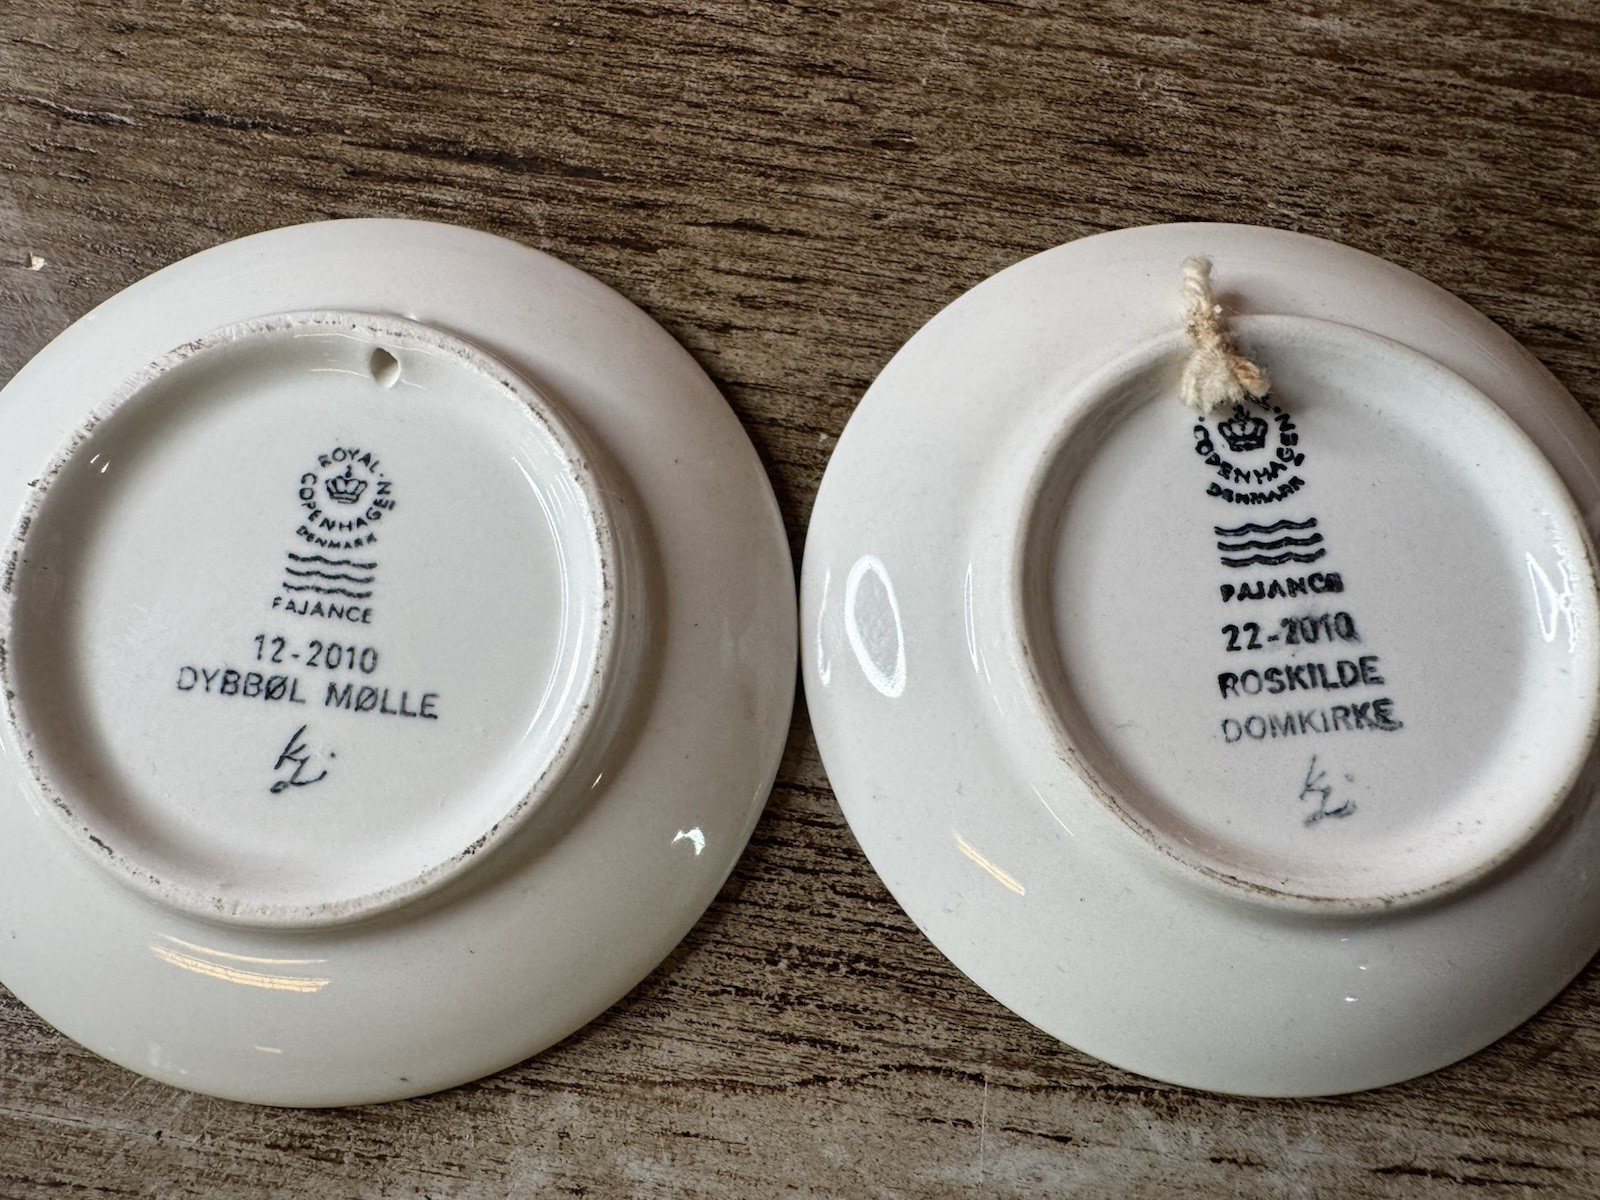 ROYAL
COPENHAGEN
DENMARK
FAJANCE
12-2010
DYBBØL MØLLE
COPENHAGEN
DENMARK
FAJANCE
22-2010
ROSKILDE
DOMKIRKE